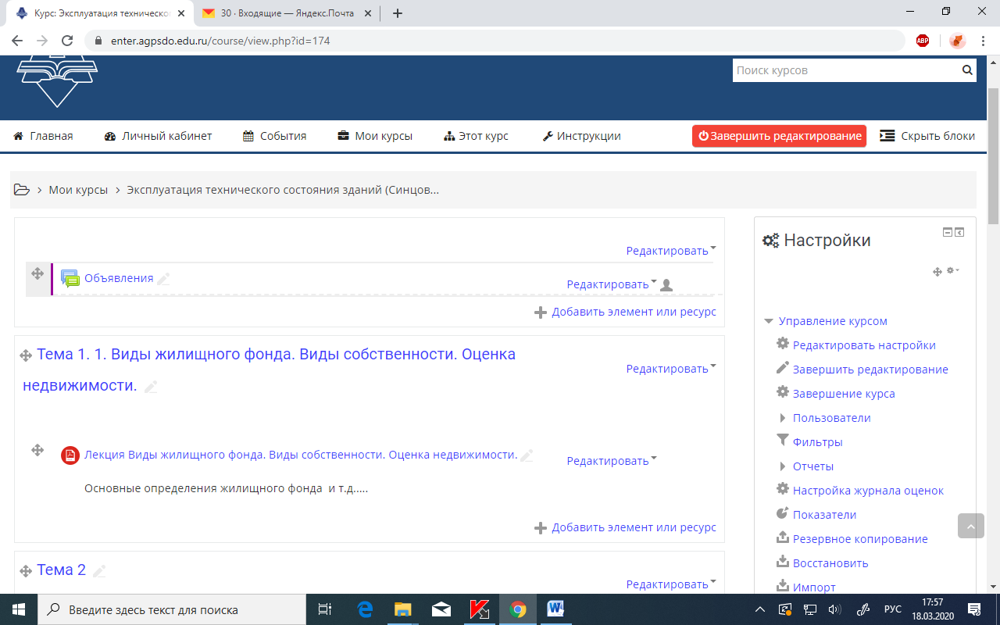 Курс: Эксплуатация техническог
30 · Входящие — Яндекс.Почта
enter.agpsdo.edu.ru/course/view.php?id=174
ABP
Поиск курсов
Главная Личный кабинет События Мои курсы Этот курс Инструкции Завершить редактирование Скрыть блоки
Мои курсы Эксплуатация технического состояния зданий (Синцов...
Редактировать
Объявления
Редактировать
Добавить элемент или ресурс
Тема 1. 1. Виды жилищного фонда. Виды собственности. Оценка
недвижимости.
Редактировать
Лекция Виды жилищного фонда. Виды собственности. Оценка недвижимости.
Редактировать
Основные определения жилищного фонда и т.д.....
Добавить элемент или ресурс
Тема 2
Редактировать
Настройки
Управление курсом
Редактировать настройки
Завершить редактирование
Завершение курса
Пользователи
Фильтры
Отчеты
Настройка журнала оценок
Показатели
Резервное копирование
Восстановить
Импорт
Введите здесь текст для поиска
РУС
17:57
18.03.2020